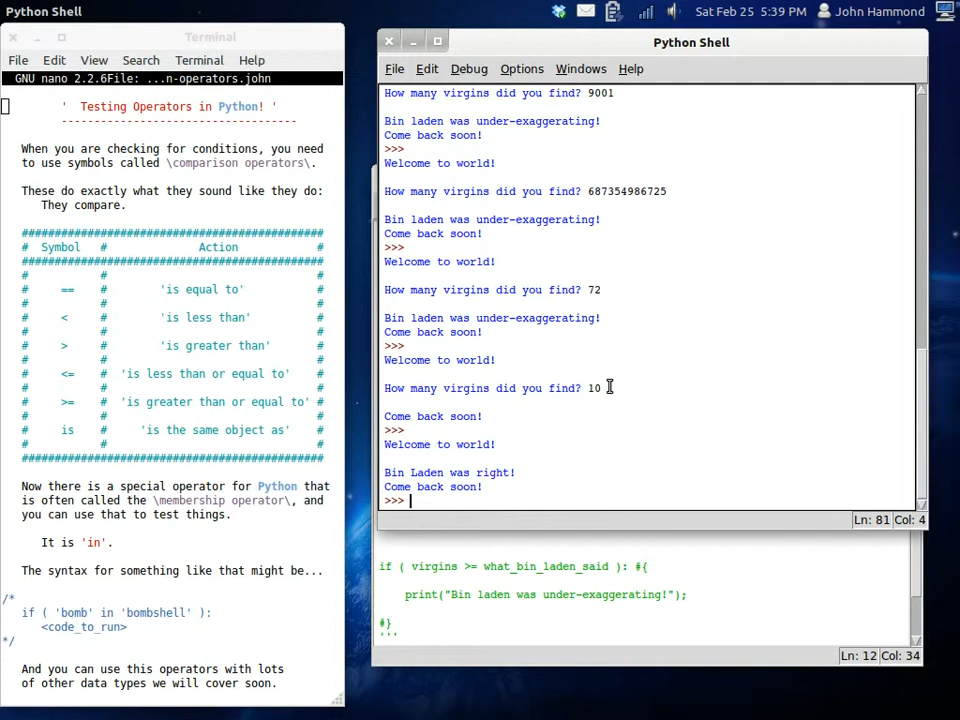 Python Shell
Sat Feb 25 5:39 PM
John Hammond
Terminal
File Edit View Search Terminal Help
GNU nano 2.2.6File: ...n-operators.john
' Testing Operators in Python! '
------------------------------------
When you are checking for conditions, you need
to use symbols called \comparison operators\.
These do exactly what they sound like they do:
They compare.
##############################################
# Symbol # Action #
##############################################
# # #
# == # 'is equal to' #
# # #
# < # 'is less than' #
# # #
# > # 'is greater than' #
# # #
# <= # 'is less than or equal to' #
# # #
# >= # 'is greater than or equal to' #
# # #
# is # 'is the same object as' #
# # #
##############################################
Now there is a special operator for Python that
is often called the \membership operator\, and
you can use that to test things.
It is 'in'.
The syntax for something like that might be...
/*
if ( 'bomb' in 'bombshell' ):
<code_to_run>
*/
And you can use this operators with lots
of other data types we will cover soon.
Python Shell
File Edit Debug Options Windows Help
How many virgins did you find? 9001
Bin laden was under-exaggerating!
Come back soon!
>>>
Welcome to world!
How many virgins did you find? 687354986725
Bin laden was under-exaggerating!
Come back soon!
>>>
Welcome to world!
How many virgins did you find? 72
Bin laden was under-exaggerating!
Come back soon!
>>>
Welcome to world!
How many virgins did you find? 10
Come back soon!
>>>
Welcome to world!
Bin Laden was right!
Come back soon!
>>>
Ln: 81 Col: 4
if ( virgins >= what_bin_laden_said ): #{
print("Bin laden was under-exaggerating!");
#}
'''
Ln: 12 Col: 34